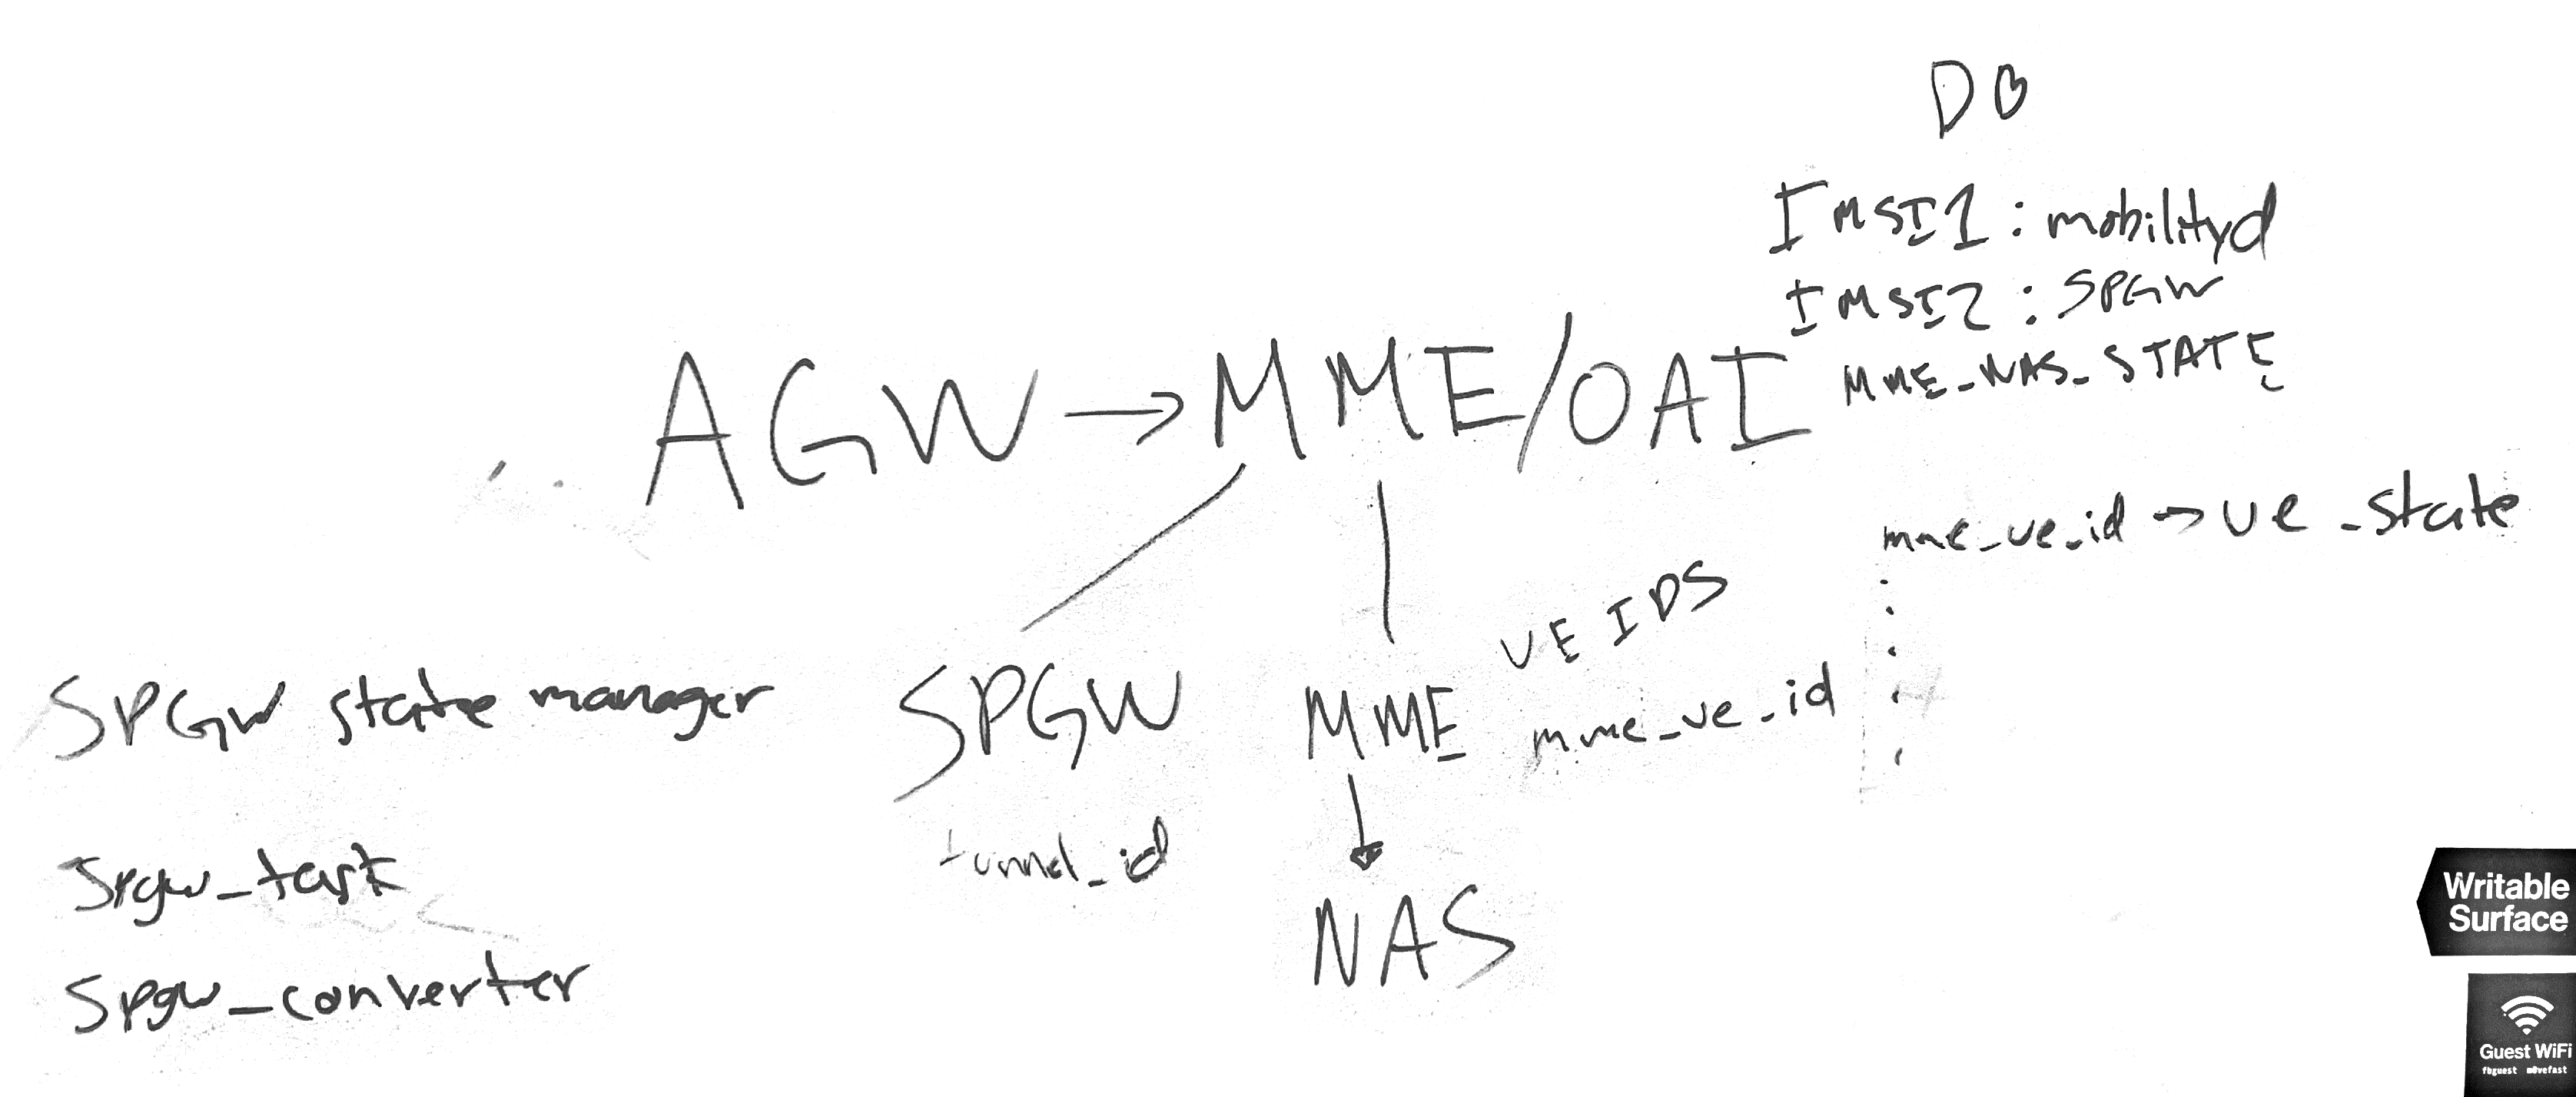 DB
IMSI1 : mobilityd
IMSI2 : SPGW
MME_NAS_STATE
AGW → MME/OAI
mme_ue_id → ue_state
UE IDS
SPGW state manager
SPGW
MME
mme_ue_id
tunnel_id
Spgw_task
NAS
Spgw_converter
Writable
Surface
Guest WiFi
fbguest m0vefast